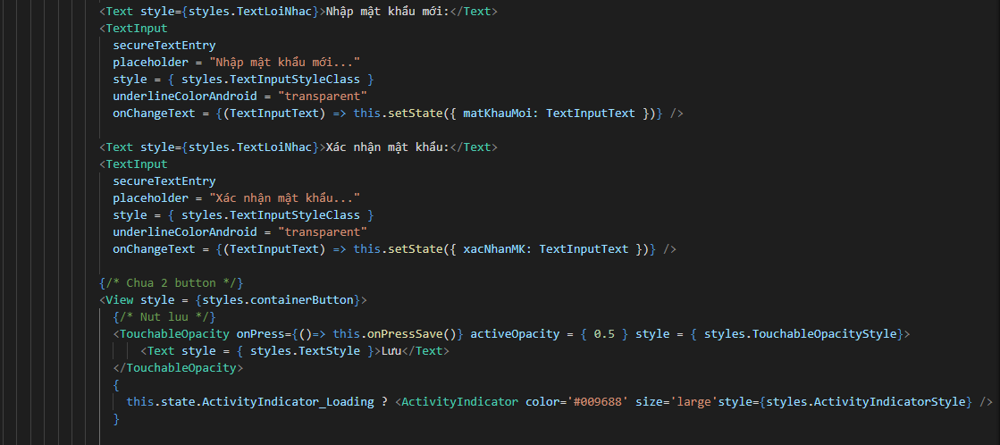 <Text style={styles.TextLoiNhac}>Nhập mật khẩu mới:</Text>
<TextInput
secureTextEntry
placeholder = "Nhập mật khẩu mới..."
style = { styles.TextInputStyleClass }
underlineColorAndroid = "transparent"
onChangeText = {(TextInputText) => this.setState({ matKhauMoi: TextInputText })} />
<Text style={styles.TextLoiNhac}>Xác nhận mật khẩu:</Text>
<TextInput
secureTextEntry
placeholder = "Xác nhận mật khẩu..."
style = { styles.TextInputStyleClass }
underlineColorAndroid = "transparent"
onChangeText = {(TextInputText) => this.setState({ xacNhanMK: TextInputText })} />
{/* Chua 2 button */}
<View style = {styles.containerButton}>
{/* Nut luu */}
<TouchableOpacity onPress={()=> this.onPressSave()} activeOpacity = { 0.5 } style = { styles.TouchableOpacityStyle}>
<Text style = { styles.TextStyle }>Lưu</Text>
</TouchableOpacity>
{
this.state.ActivityIndicator_Loading ? <ActivityIndicator color='#009688' size='large'style={styles.ActivityIndicatorStyle} />
}